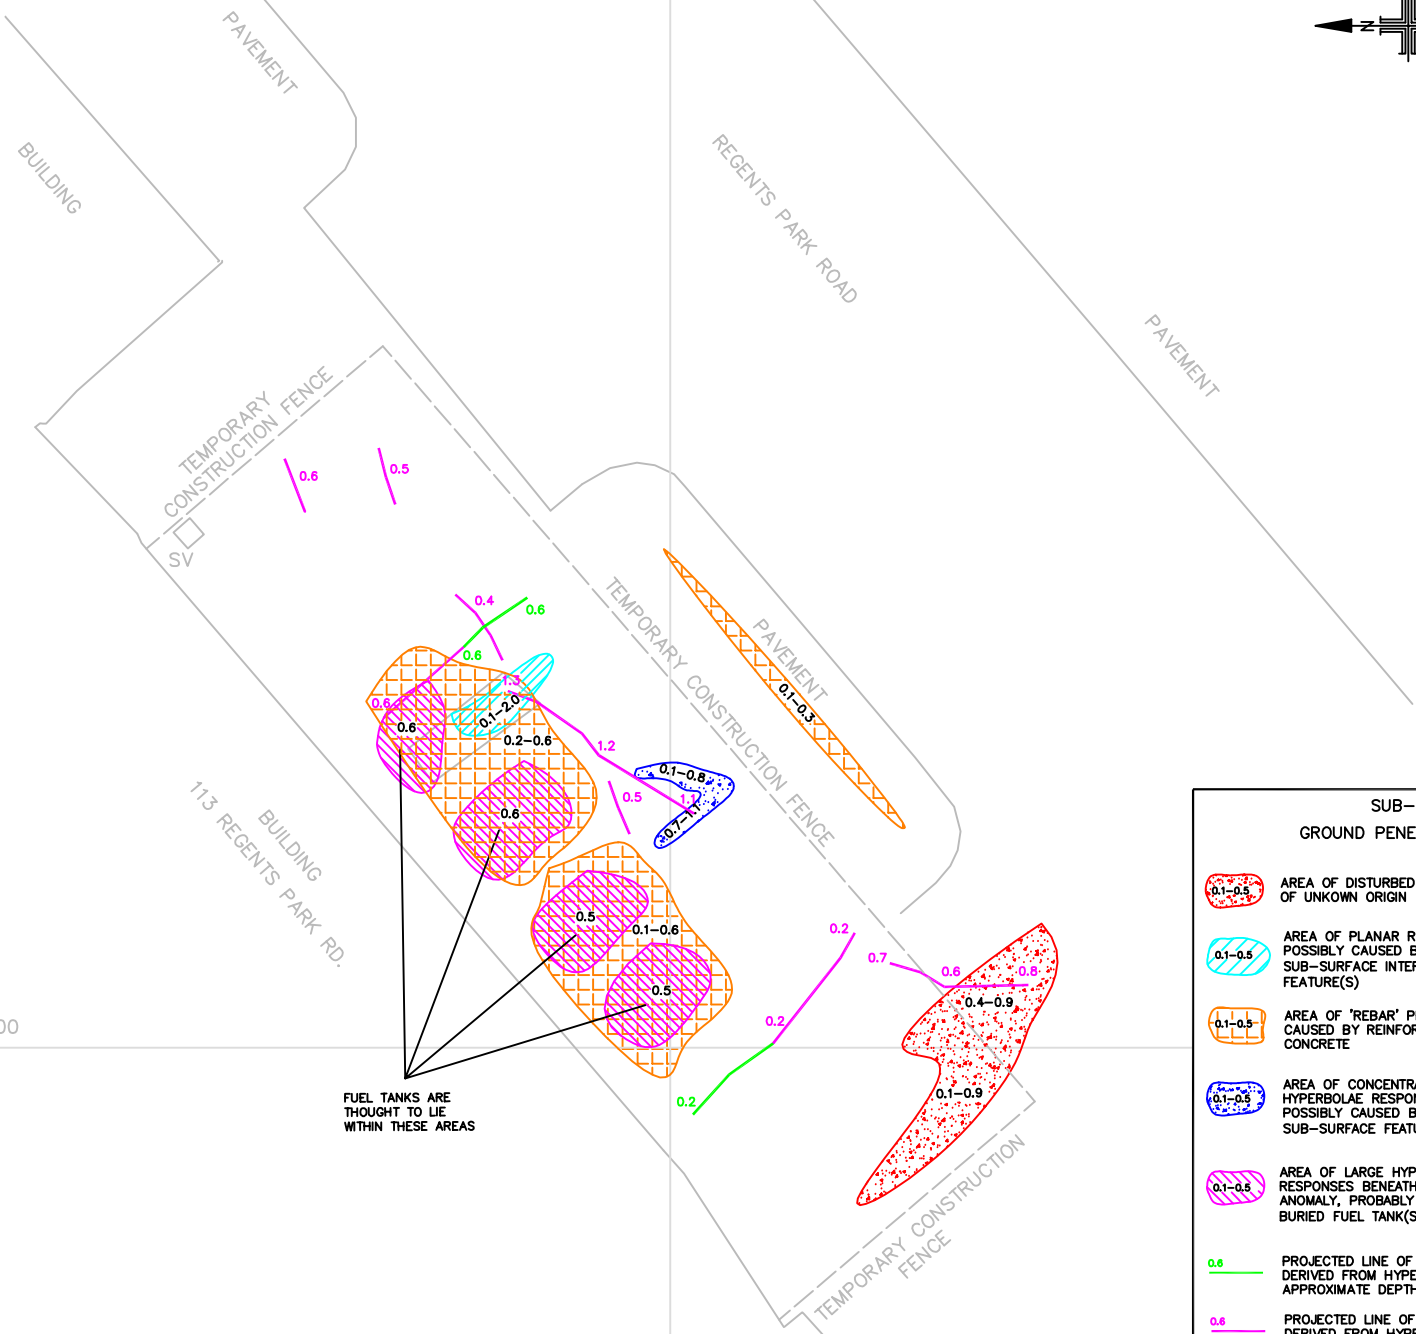 PAVEMENT
N
BUILDING
REGENTS PARK ROAD
PAVEMENT
TEMPORARY
CONSTRUCTION FENCE
0.6
0.5
SV
0.4
0.6
0.6
TEMPORARY CONSTRUCTION FENCE
PAVEMENT
0.1-0.3
1.3
0.6
0.1-2.0
0.6
0.2-0.6
1.2
0.1-0.8
0.5
1.1
0.7-1.1
0.6
BUILDING
113 REGENTS PARK RD.
0.5
0.1-0.6
0.5
0.2
0.7
0.6
0.8
0.4-0.9
0.2
00
0.1-0.9
0.2
FUEL TANKS ARE
THOUGHT TO LIE
WITHIN THESE AREAS
TEMPORARY CONSTRUCTION
FENCE
SUB-
GROUND PENE
0.1-0.5
AREA OF DISTURBED
OF UNKOWN ORIGIN
0.1-0.5
AREA OF PLANAR R
POSSIBLY CAUSED B
SUB-SURFACE INTER
FEATURE(S)
0.1-0.5
AREA OF 'REBAR' P
CAUSED BY REINFOR
CONCRETE
0.1-0.5
AREA OF CONCENTRA
HYPERBOLAE RESPON
POSSIBLY CAUSED B
SUB-SURFACE FEATU
0.1-0.5
AREA OF LARGE HYP
RESPONSES BENEATH
ANOMALY, PROBABLY
BURIED FUEL TANK(S
0.6
PROJECTED LINE OF
DERIVED FROM HYPE
APPROXIMATE DEPTH
0.6
PROJECTED LINE OF
DERIVED FROM HYPE